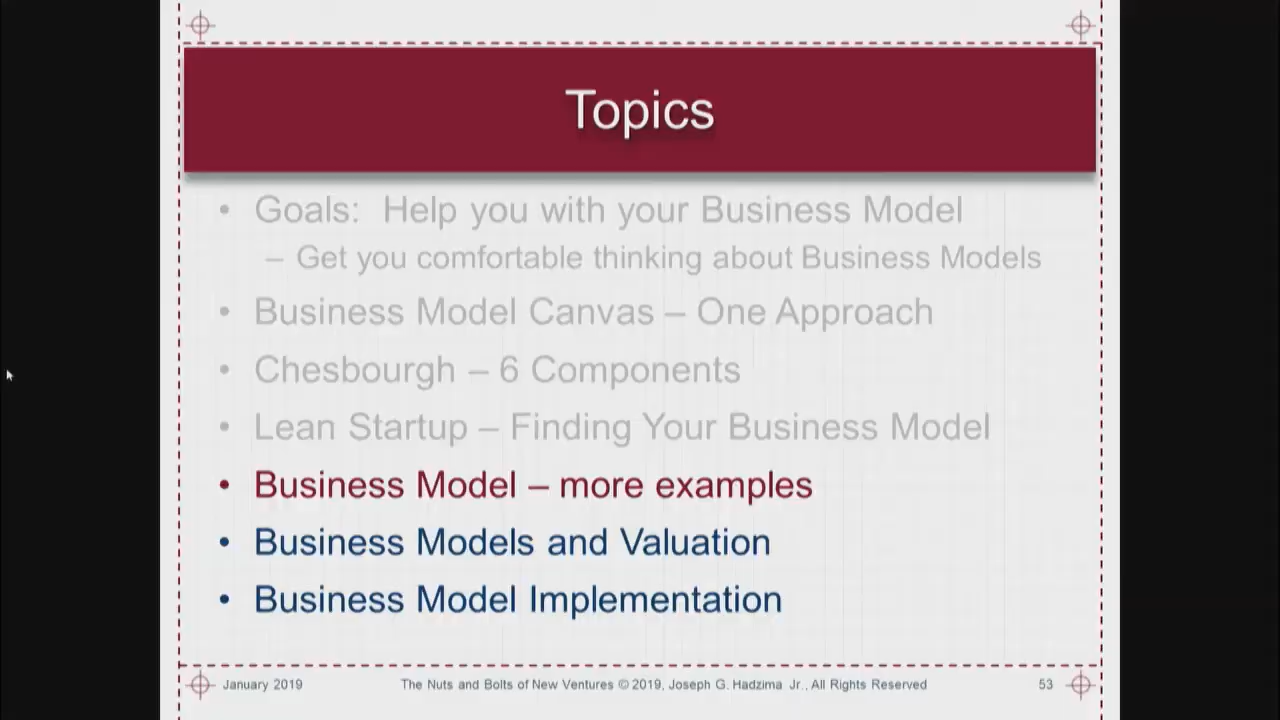 Topics
• Goals: Help you with your Business Model
– Get you comfortable thinking about Business Models
• Business Model Canvas – One Approach
• Chesbourgh – 6 Components
• Lean Startup – Finding Your Business Model
• Business Model – more examples
• Business Models and Valuation
• Business Model Implementation
January 2019 The Nuts and Bolts of New Ventures © 2019, Joseph G. Hadzima Jr., All Rights Reserved 53